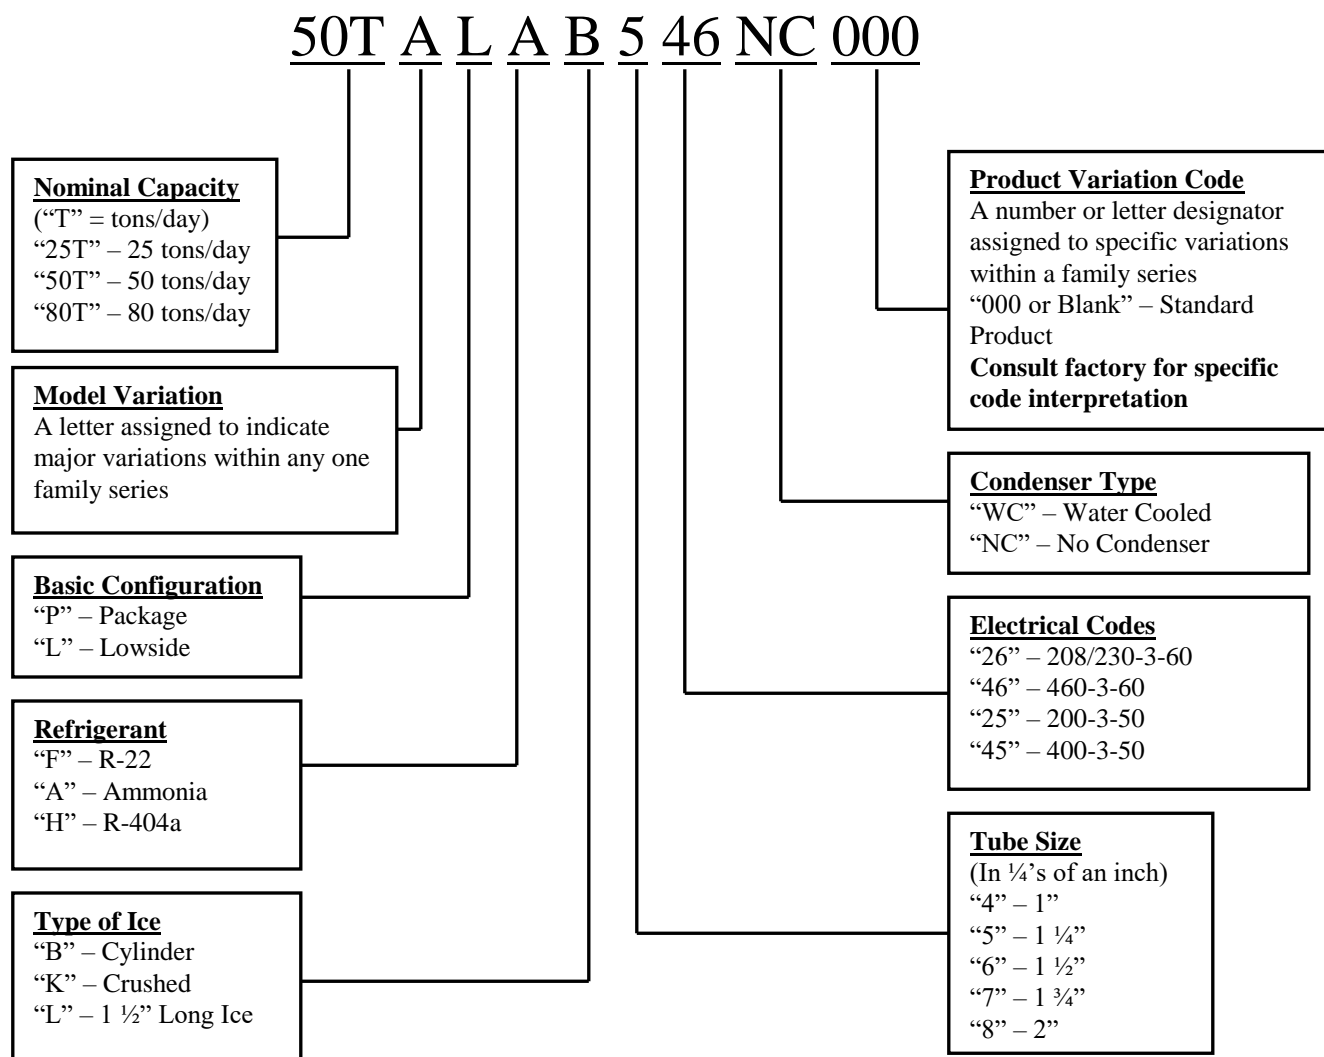 50T A L A B 5 46 NC 000
Nominal Capacity
(“T” = tons/day)
“25T” – 25 tons/day
“50T” – 50 tons/day
“80T” – 80 tons/day
Model Variation
A letter assigned to indicate
major variations within any one
family series
Basic Configuration
“P” – Package
“L” – Lowside
Refrigerant
“F” – R-22
“A” – Ammonia
“H” – R-404a
Type of Ice
“B” – Cylinder
“K” – Crushed
“L” – 1 ½” Long Ice
Product Variation Code
A number or letter designator
assigned to specific variations
within a family series
“000 or Blank” – Standard
Product
Consult factory for specific
code interpretation
Condenser Type
“WC” – Water Cooled
“NC” – No Condenser
Electrical Codes
“26” – 208/230-3-60
“46” – 460-3-60
“25” – 200-3-50
“45” – 400-3-50
Tube Size
(In ¼’s of an inch)
“4” – 1”
“5” – 1 ¼”
“6” – 1 ½”
“7” – 1 ¾”
“8” – 2”